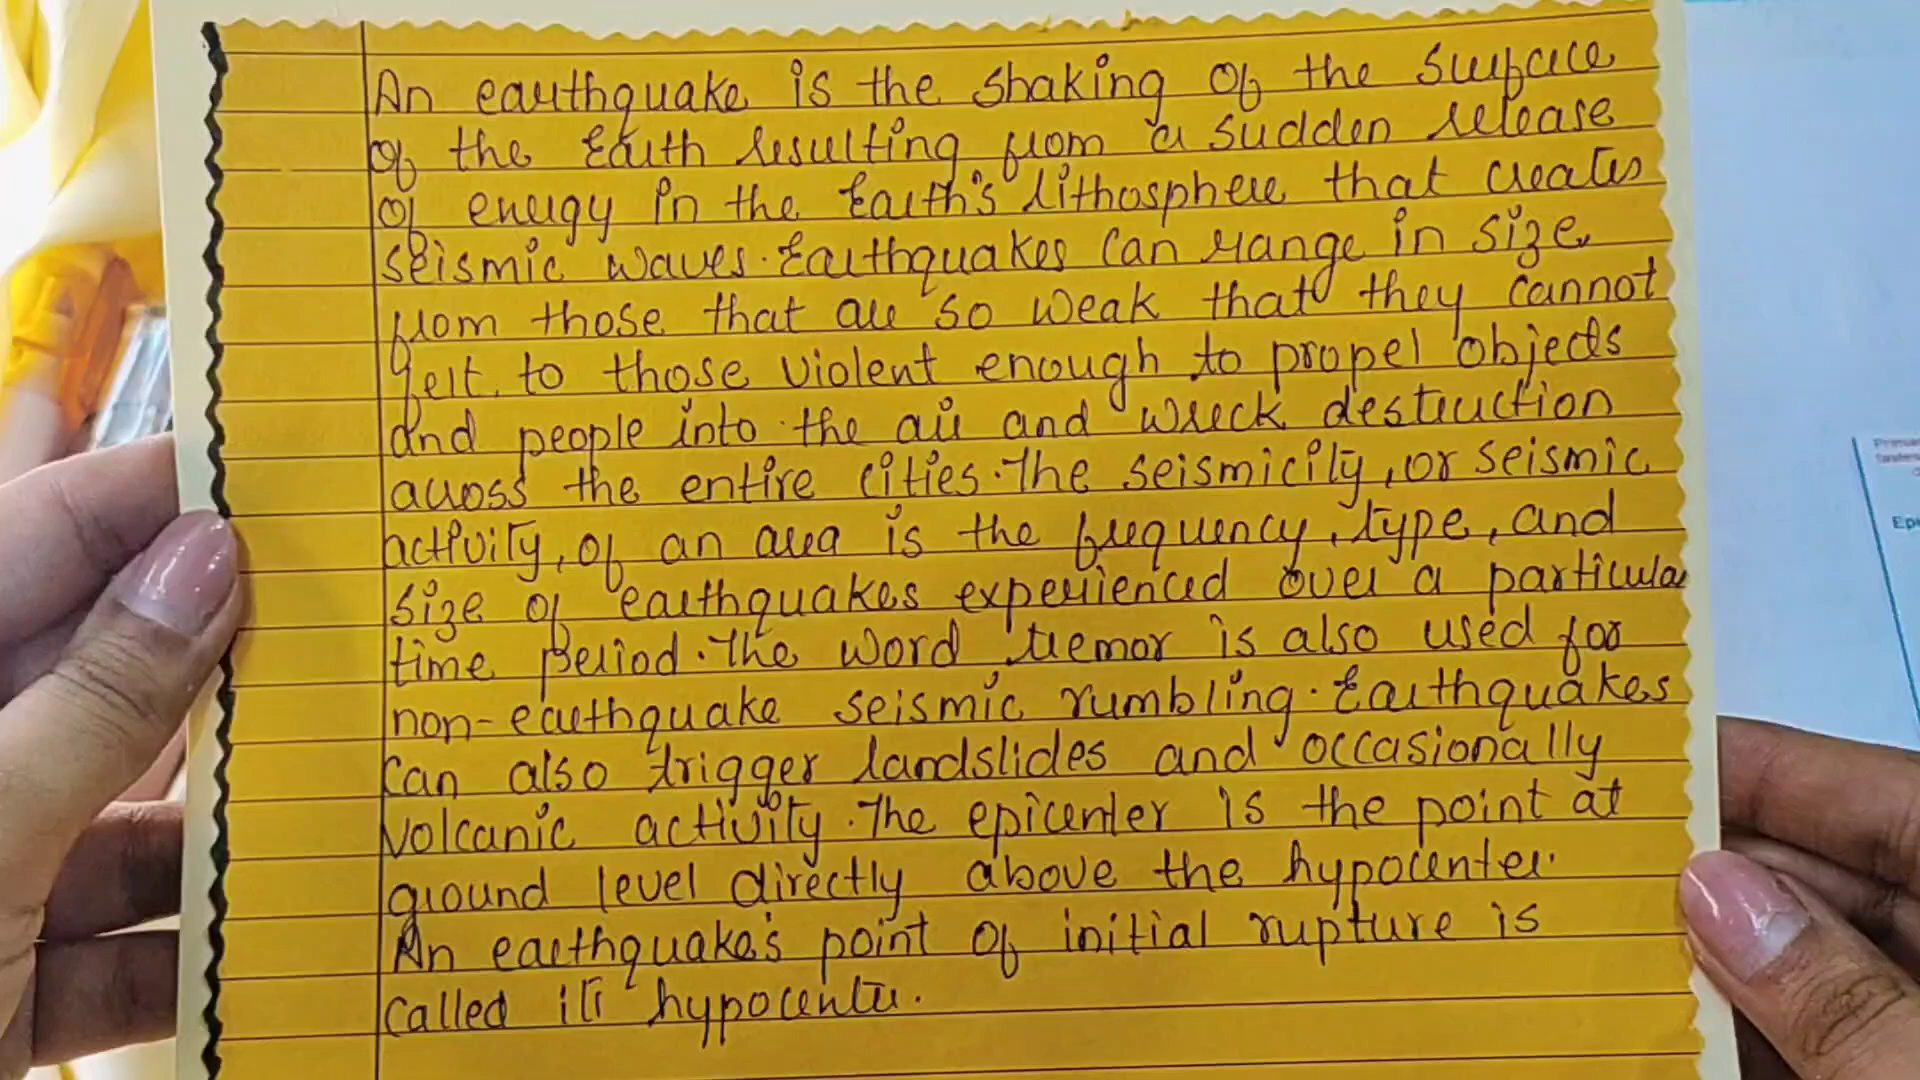 An earthquake is the shaking of the surface
of the Earth resulting from a sudden release
of energy in the Earth's lithosphere that creates
seismic waves. Earthquakes can range in size
from those that are so weak that they cannot
felt to those violent enough to propel objects
and people into the air and wreck destruction
across the entire cities. The seismicity, or seismic
activity, of an area is the frequency, type, and
size of earthquakes experienced over a particular
time period. The word tremor is also used for
non-earthquake seismic rumbling. Earthquakes
can also trigger landslides and occasionally
volcanic activity. The epicenter is the point at
ground level directly above the hypocenter.
An earthquake's point of initial rupture is
called its hypocenter.